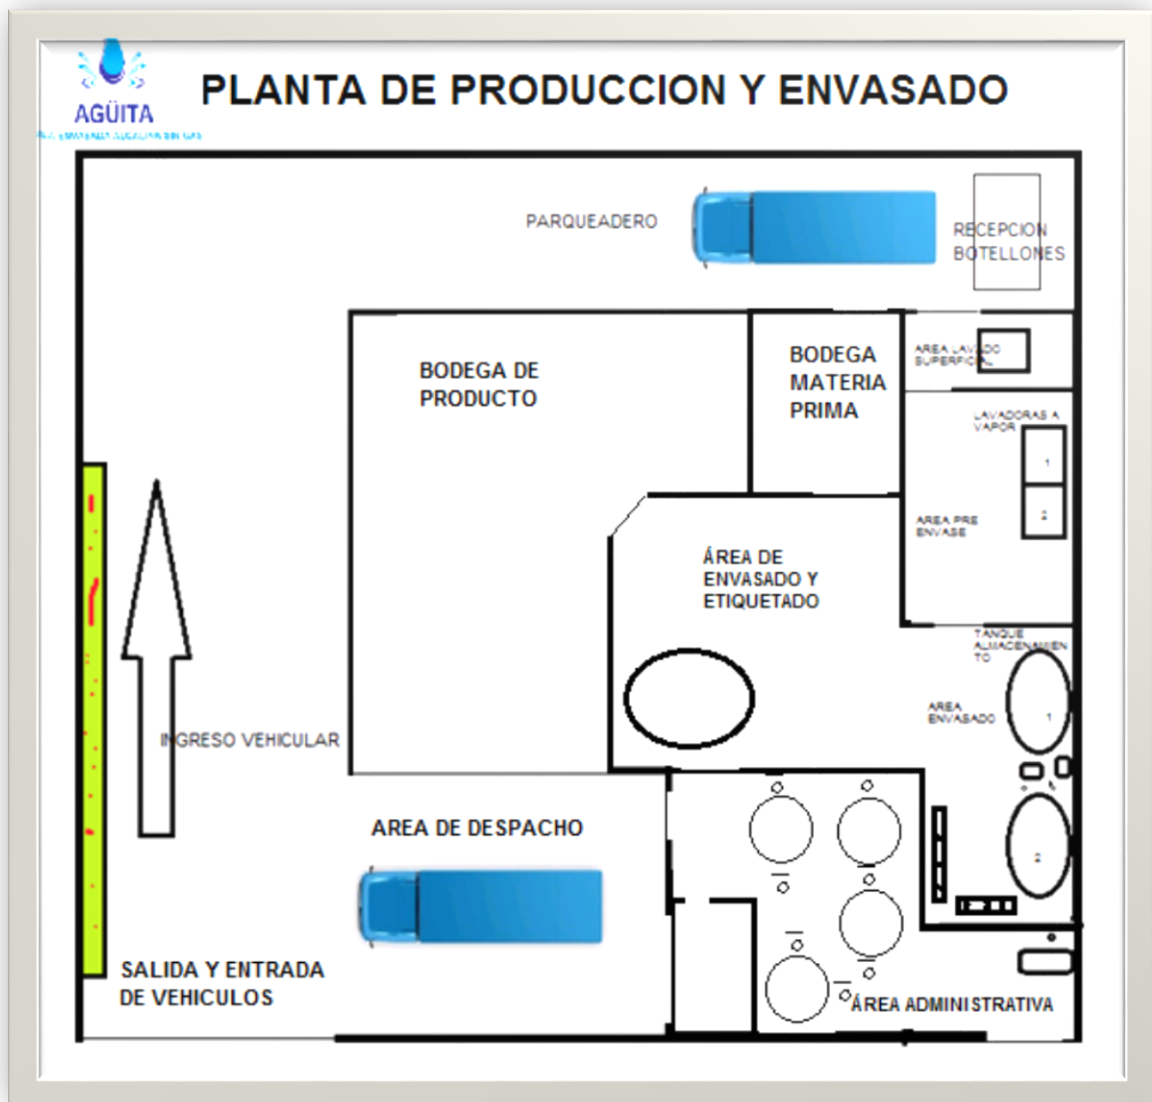 AGÜITA
PLANTA DE PRODUCCION Y ENVASADO
PARQUEADERO
RECEPCION
BOTELLONES
BODEGA DE
PRODUCTO
BODEGA
MATERIA
PRIMA
AREA LAVADO
SUPERFICIAL
LAVADORAS A
VAPOR
1
2
AREA PRE
ENVASE
ÁREA DE
ENVASADO Y
ETIQUETADO
TANQUE
ALMACENAMIEN
TO
AREA
ENVASADO
1
INGRESO VEHICULAR
AREA DE DESPACHO
2
SALIDA Y ENTRADA
DE VEHICULOS
ÁREA ADMINISTRATIVA